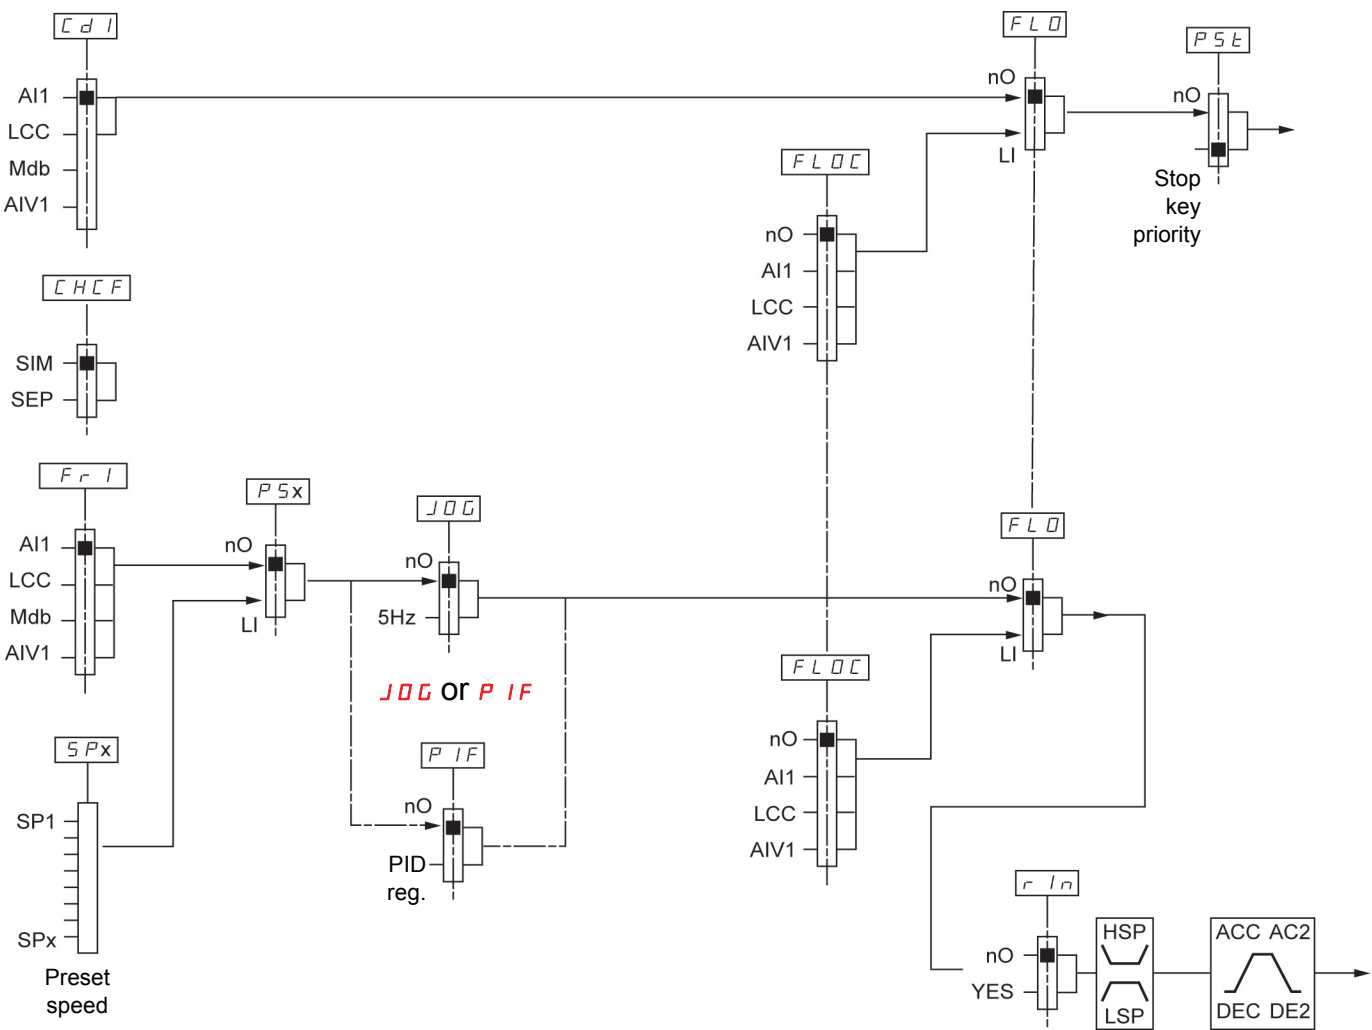 Cd1
AI1
LCC
Mdb
AIV1
CHCF
SIM
SEP
Fr1
AI1
LCC
Mdb
AIV1
SPx
SP1
SPx
Preset
speed
PSx
nO
LI
JOG
nO
5Hz
JOG or PIF
PIF
nO
PID
reg.
FLOC
nO
AI1
LCC
AIV1
FLO
nO
LI
PSt
nO
Stop
key
priority
FLO
nO
LI
FLOC
nO
AI1
LCC
AIV1
rIn
nO
YES
HSP
LSP
ACC AC2
DEC DE2